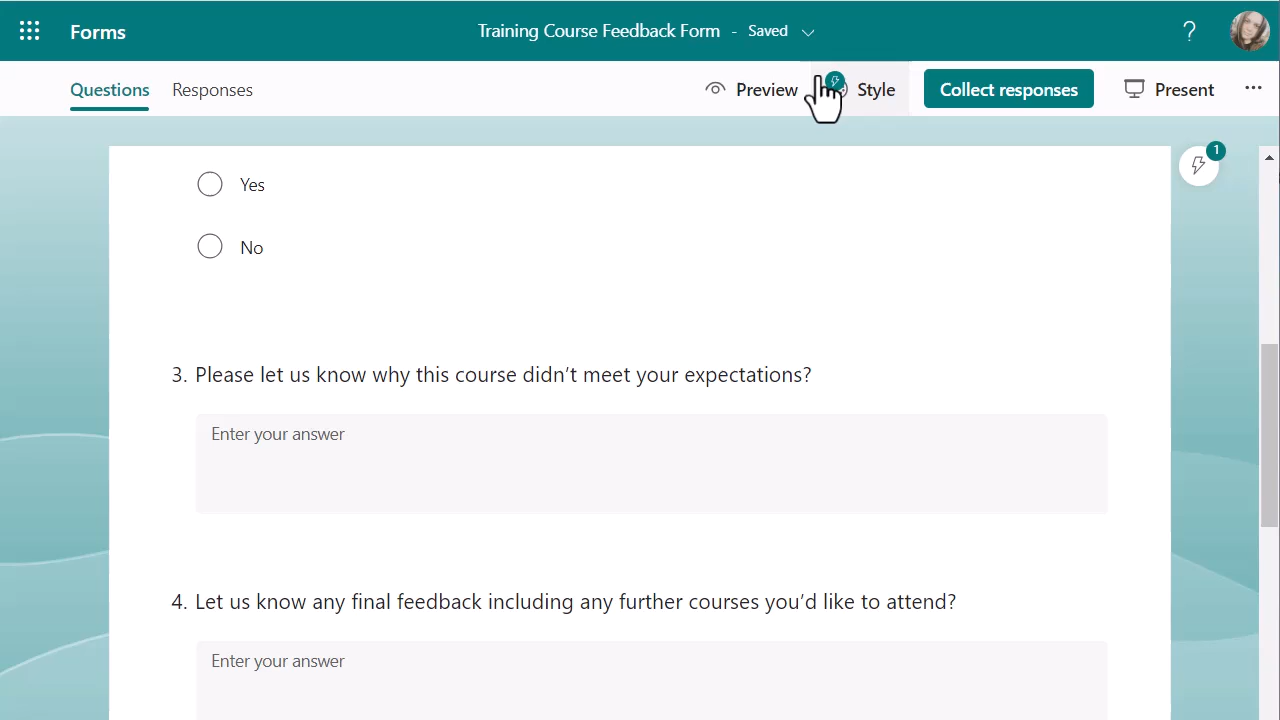 Forms
Training Course Feedback Form - Saved
?
Questions Responses
Preview Style Collect responses Present ...
1
Yes
No
3. Please let us know why this course didn't meet your expectations?
Enter your answer
4. Let us know any final feedback including any further courses you'd like to attend?
Enter your answer